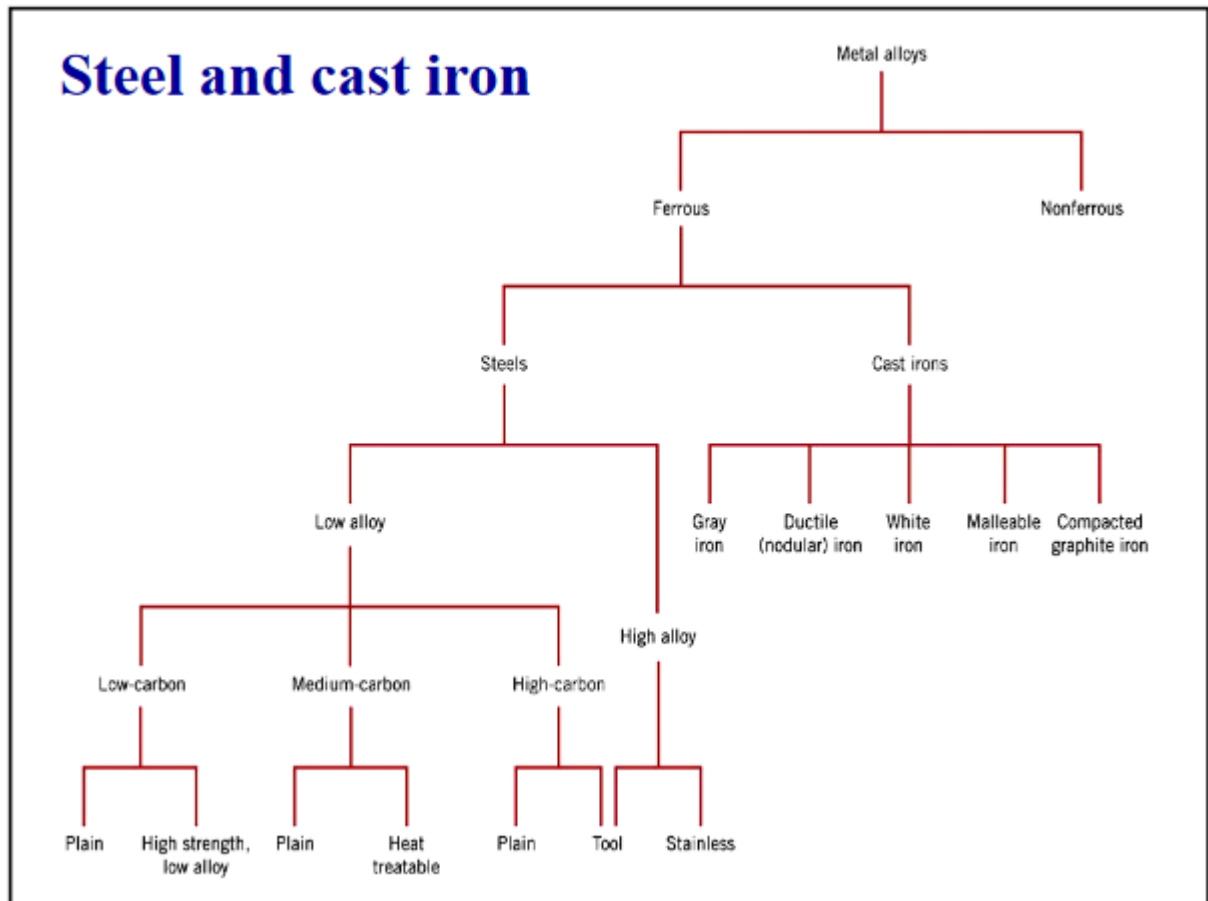 Steel and cast iron
Metal alloys
Ferrous
Nonferrous
Steels
Cast irons
Low alloy
Gray
iron
Ductile
(nodular) iron
White
iron
Malleable
iron
Compacted
graphite iron
High alloy
Low-carbon
Medium-carbon
High-carbon
Plain
High strength,
low alloy
Plain
Heat
treatable
Plain
Tool
Stainless